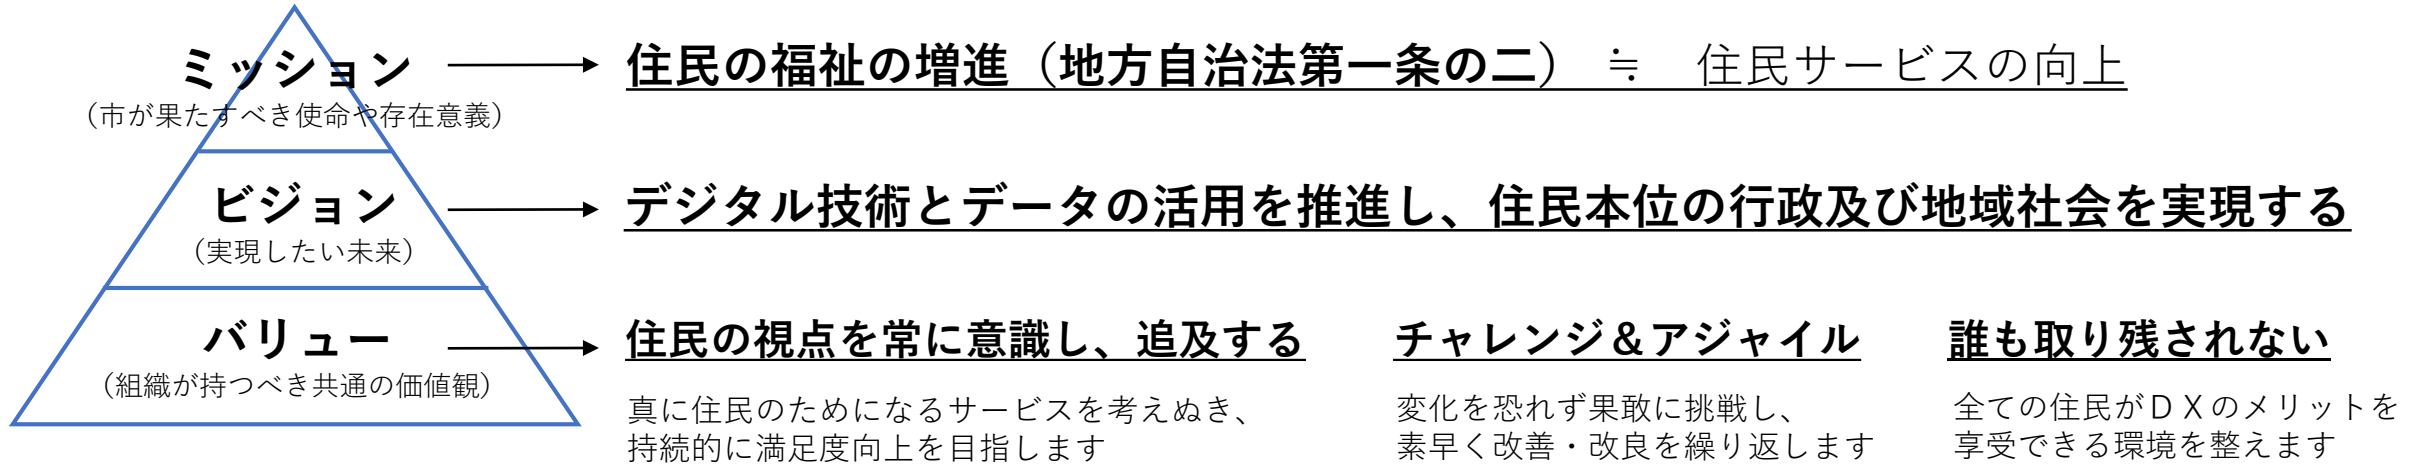 ミッション
（市が果たすべき使命や存在意義）
住民の福祉の増進（地方自治法第一条の二） ≒ 住民サービスの向上
ビジョン
（実現したい未来）
デジタル技術とデータの活用を推進し、住民本位の行政及び地域社会を実現する
バリュー
（組織が持つべき共通の価値観）
住民の視点を常に意識し、追及する
真に住民のためになるサービスを考えぬき、
持続的に満足度向上を目指します
チャレンジ＆アジャイル
変化を恐れず果敢に挑戦し、
素早く改善・改良を繰り返します
誰も取り残されない
全ての住民がＤＸのメリットを
享受できる環境を整えます